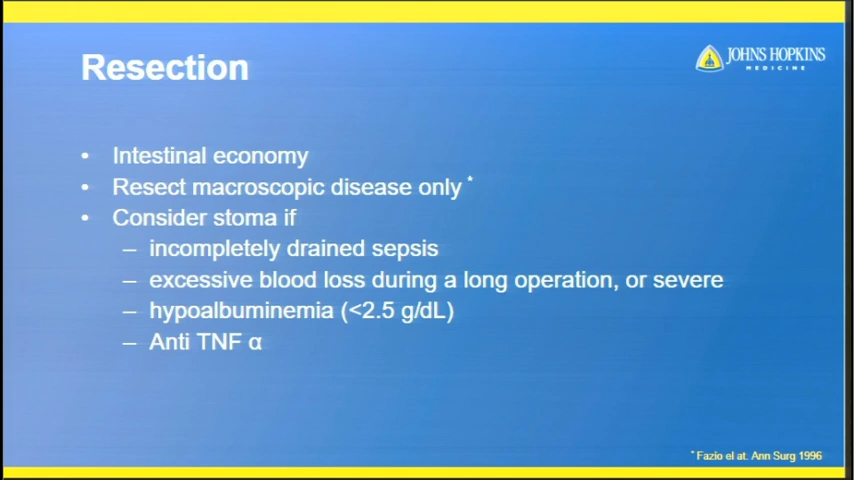 Resection
JOHNS HOPKINS
MEDICINE
• Intestinal economy
• Resect macroscopic disease only *
• Consider stoma if
– incompletely drained sepsis
– excessive blood loss during a long operation, or severe
– hypoalbuminemia (<2.5 g/dL)
– Anti TNF α
* Fazio el at. Ann Surg 1996